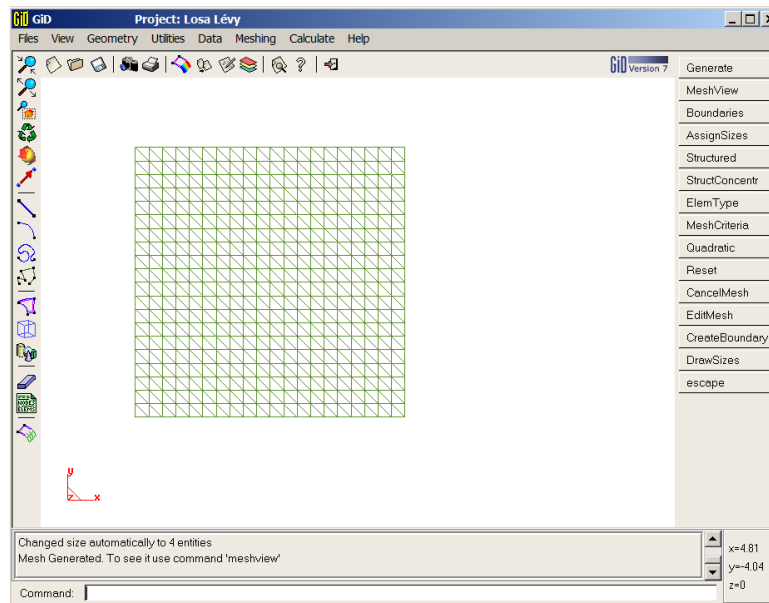 GiD GiD Project: Losa Lévy
Files View Geometry Utilities Data Meshing Calculate Help
GiD Version 7
Generate
MeshView
Boundaries
AssignSizes
Structured
StructConcentr
ElemType
MeshCriteria
Quadratic
Reset
CancelMesh
EditMesh
CreateBoundary
DrawSizes
escape
y
z x
Changed size automatically to 4 entities
Mesh Generated. To see it use command 'meshview'
x=4.81
y=-4.04
z=0
Command: